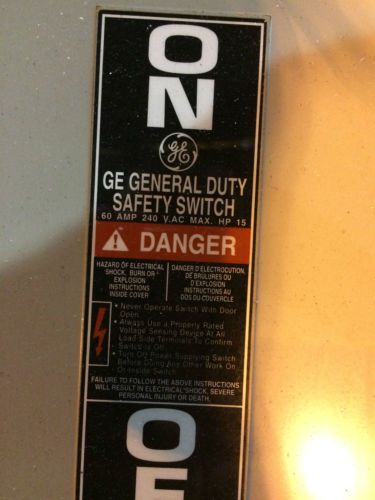 ON
GE
GE GENERAL DUTY
SAFETY SWITCH
60 AMP 240 V.AC MAX. HP 15
DANGER
HAZARD OF ELECTRICAL
SHOCK, BURN OR
EXPLOSION
INSTRUCTIONS
INSIDE COVER
DANGER D'ELECTROCUTION,
DE BRULURES OU
D'EXPLOSION
INSTRUCTIONS AU
DOS DU COUVERCLE
• Never Operate Switch With Door
Open.
• Always Use a Properly Rated
Voltage Sensing Device At All
Load Side Terminals To Confirm
Switch is Off.
• Turn Off Power Supplying Switch
Before Doing Any Other Work On
Or Inside Switch.
FAILURE TO FOLLOW THE ABOVE INSTRUCTIONS
WILL RESULT IN ELECTRICAL SHOCK, SEVERE
PERSONAL INJURY OR DEATH.
OF